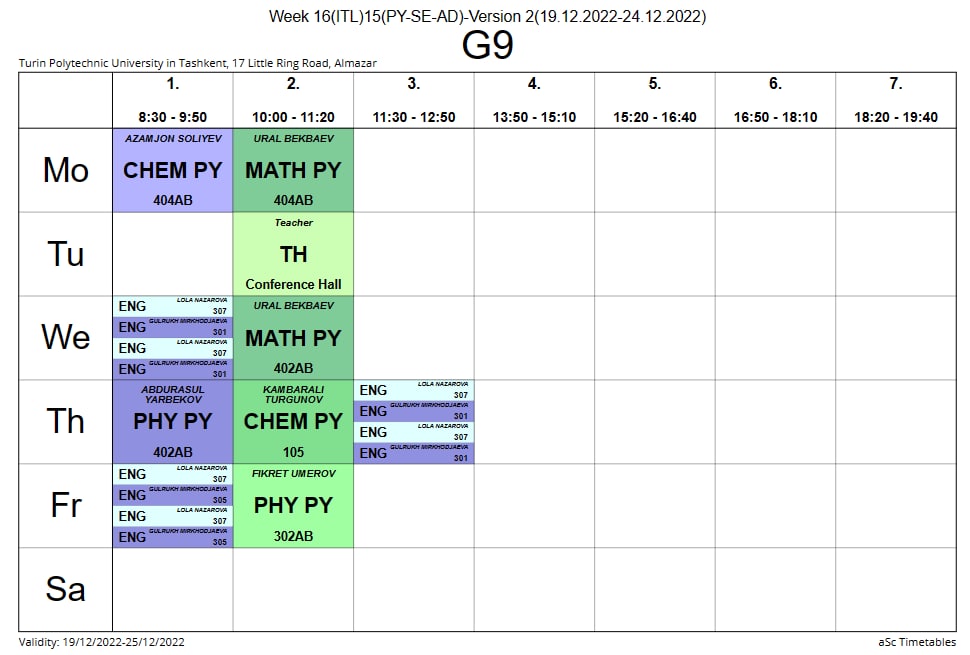 Week 16(ITL)15(PY-SE-AD)-Version 2(19.12.2022-24.12.2022)
G9
Turin Polytechnic University in Tashkent, 17 Little Ring Road, Almazar
1. 2. 3. 4. 5. 6. 7.
8:30 - 9:50 10:00 - 11:20 11:30 - 12:50 13:50 - 15:10 15:20 - 16:40 16:50 - 18:10 18:20 - 19:40
Mo
AZAMJON SOLIYEV
CHEM PY
404AB
URAL BEKBAEV
MATH PY
404AB
Tu
Teacher
TH
Conference Hall
We
ENG LOLA NAZAROVA 307
ENG GULRUKH MIRKHODJAEVA 301
ENG LOLA NAZAROVA 307
ENG GULRUKH MIRKHODJAEVA 301
URAL BEKBAEV
MATH PY
402AB
Th
ABDURASUL
YARBEKOV
PHY PY
402AB
KAMBARALI
TURGUNOV
CHEM PY
105
ENG LOLA NAZAROVA 307
ENG GULRUKH MIRKHODJAEVA 301
ENG LOLA NAZAROVA 307
ENG GULRUKH MIRKHODJAEVA 301
Fr
ENG LOLA NAZAROVA 307
ENG GULRUKH MIRKHODJAEVA 305
ENG LOLA NAZAROVA 307
ENG GULRUKH MIRKHODJAEVA 305
FIKRET UMEROV
PHY PY
302AB
Sa
Validity: 19/12/2022-25/12/2022
aSc Timetables